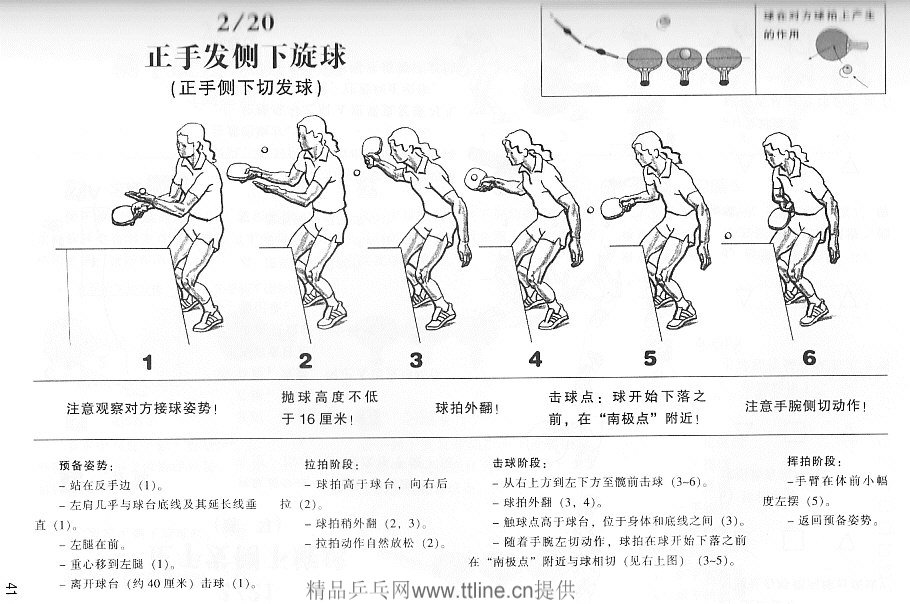 2/20
正手发侧下旋球
(正手侧下切发球)
球在对方球拍上产生
的作用
1
2
3
4
5
6
注意观察对方接球姿势!
抛球高度不低
于 16 厘米!
球拍外翻!
击球点:球开始下落之
前,在“南极点”附近!
注意手腕侧切动作!
预备姿势:
– 站在反手边 (1)。
– 左肩几乎与球台底线及其延长线垂
直 (1)。
– 左腿在前。
– 重心移到左腿 (1)。
– 离开球台 (约 40 厘米) 击球 (1)。
拉拍阶段:
– 球拍高于球台,向右后
拉 (2)。
– 球拍稍外翻 (2, 3)。
– 拉拍动作自然放松 (2)。
击球阶段:
– 从右上方到左下方至髋前击球 (3–6)。
– 球拍外翻 (3, 4)。
– 触球点高于球台,位于身体和底线之间 (3)。
– 随着手腕左切动作,球拍在球开始下落之前
在“南极点”附近与球相切 (见右上图) (3–5)。
挥拍阶段:
– 手臂在体前小幅
度左摆 (5)。
– 返回预备姿势。
41
精品乒乓网www.ttline.cn提供